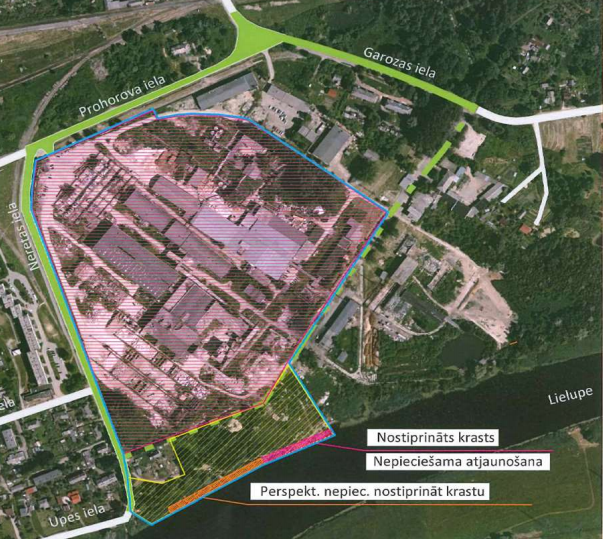 Garozas iela
Prohorova iela
Neretas iela
Lielupe
Nostiprināts krasts
Nepieciešama atjaunošana
Perspekt. nepiec. nostiprināt krastu
Upes iela